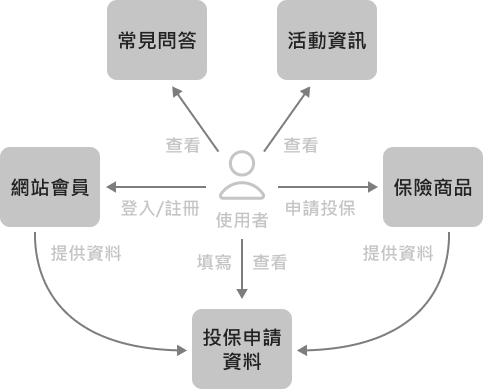 常見問答
活動資訊
查看
查看
網站會員
保險商品
登入/註冊
申請投保
使用者
提供資料
填寫
查看
提供資料
投保申請
資料